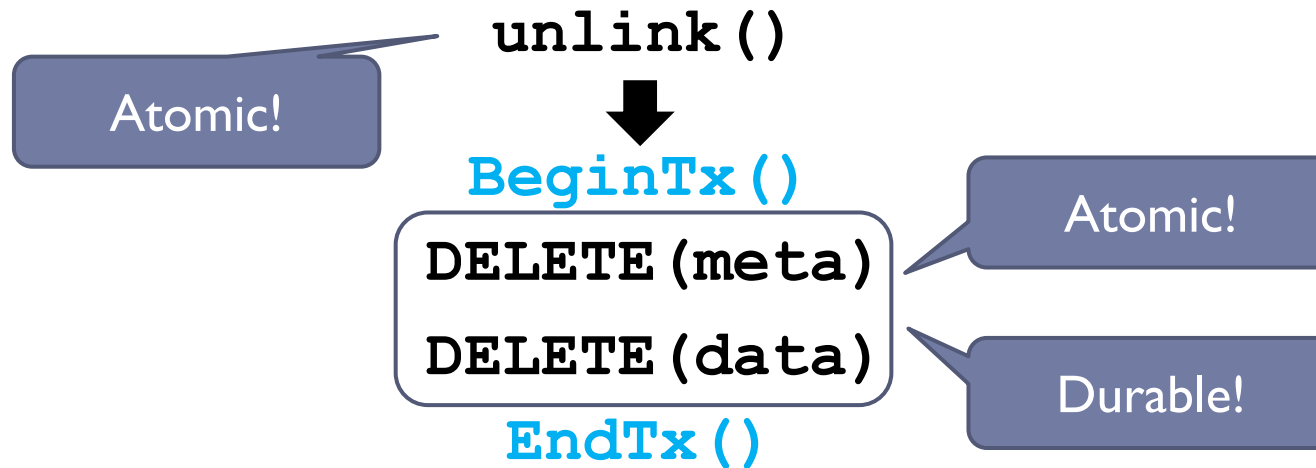 unlink()
Atomic!
BeginTx()
Atomic!
DELETE(meta)
DELETE(data)
Durable!
EndTx()